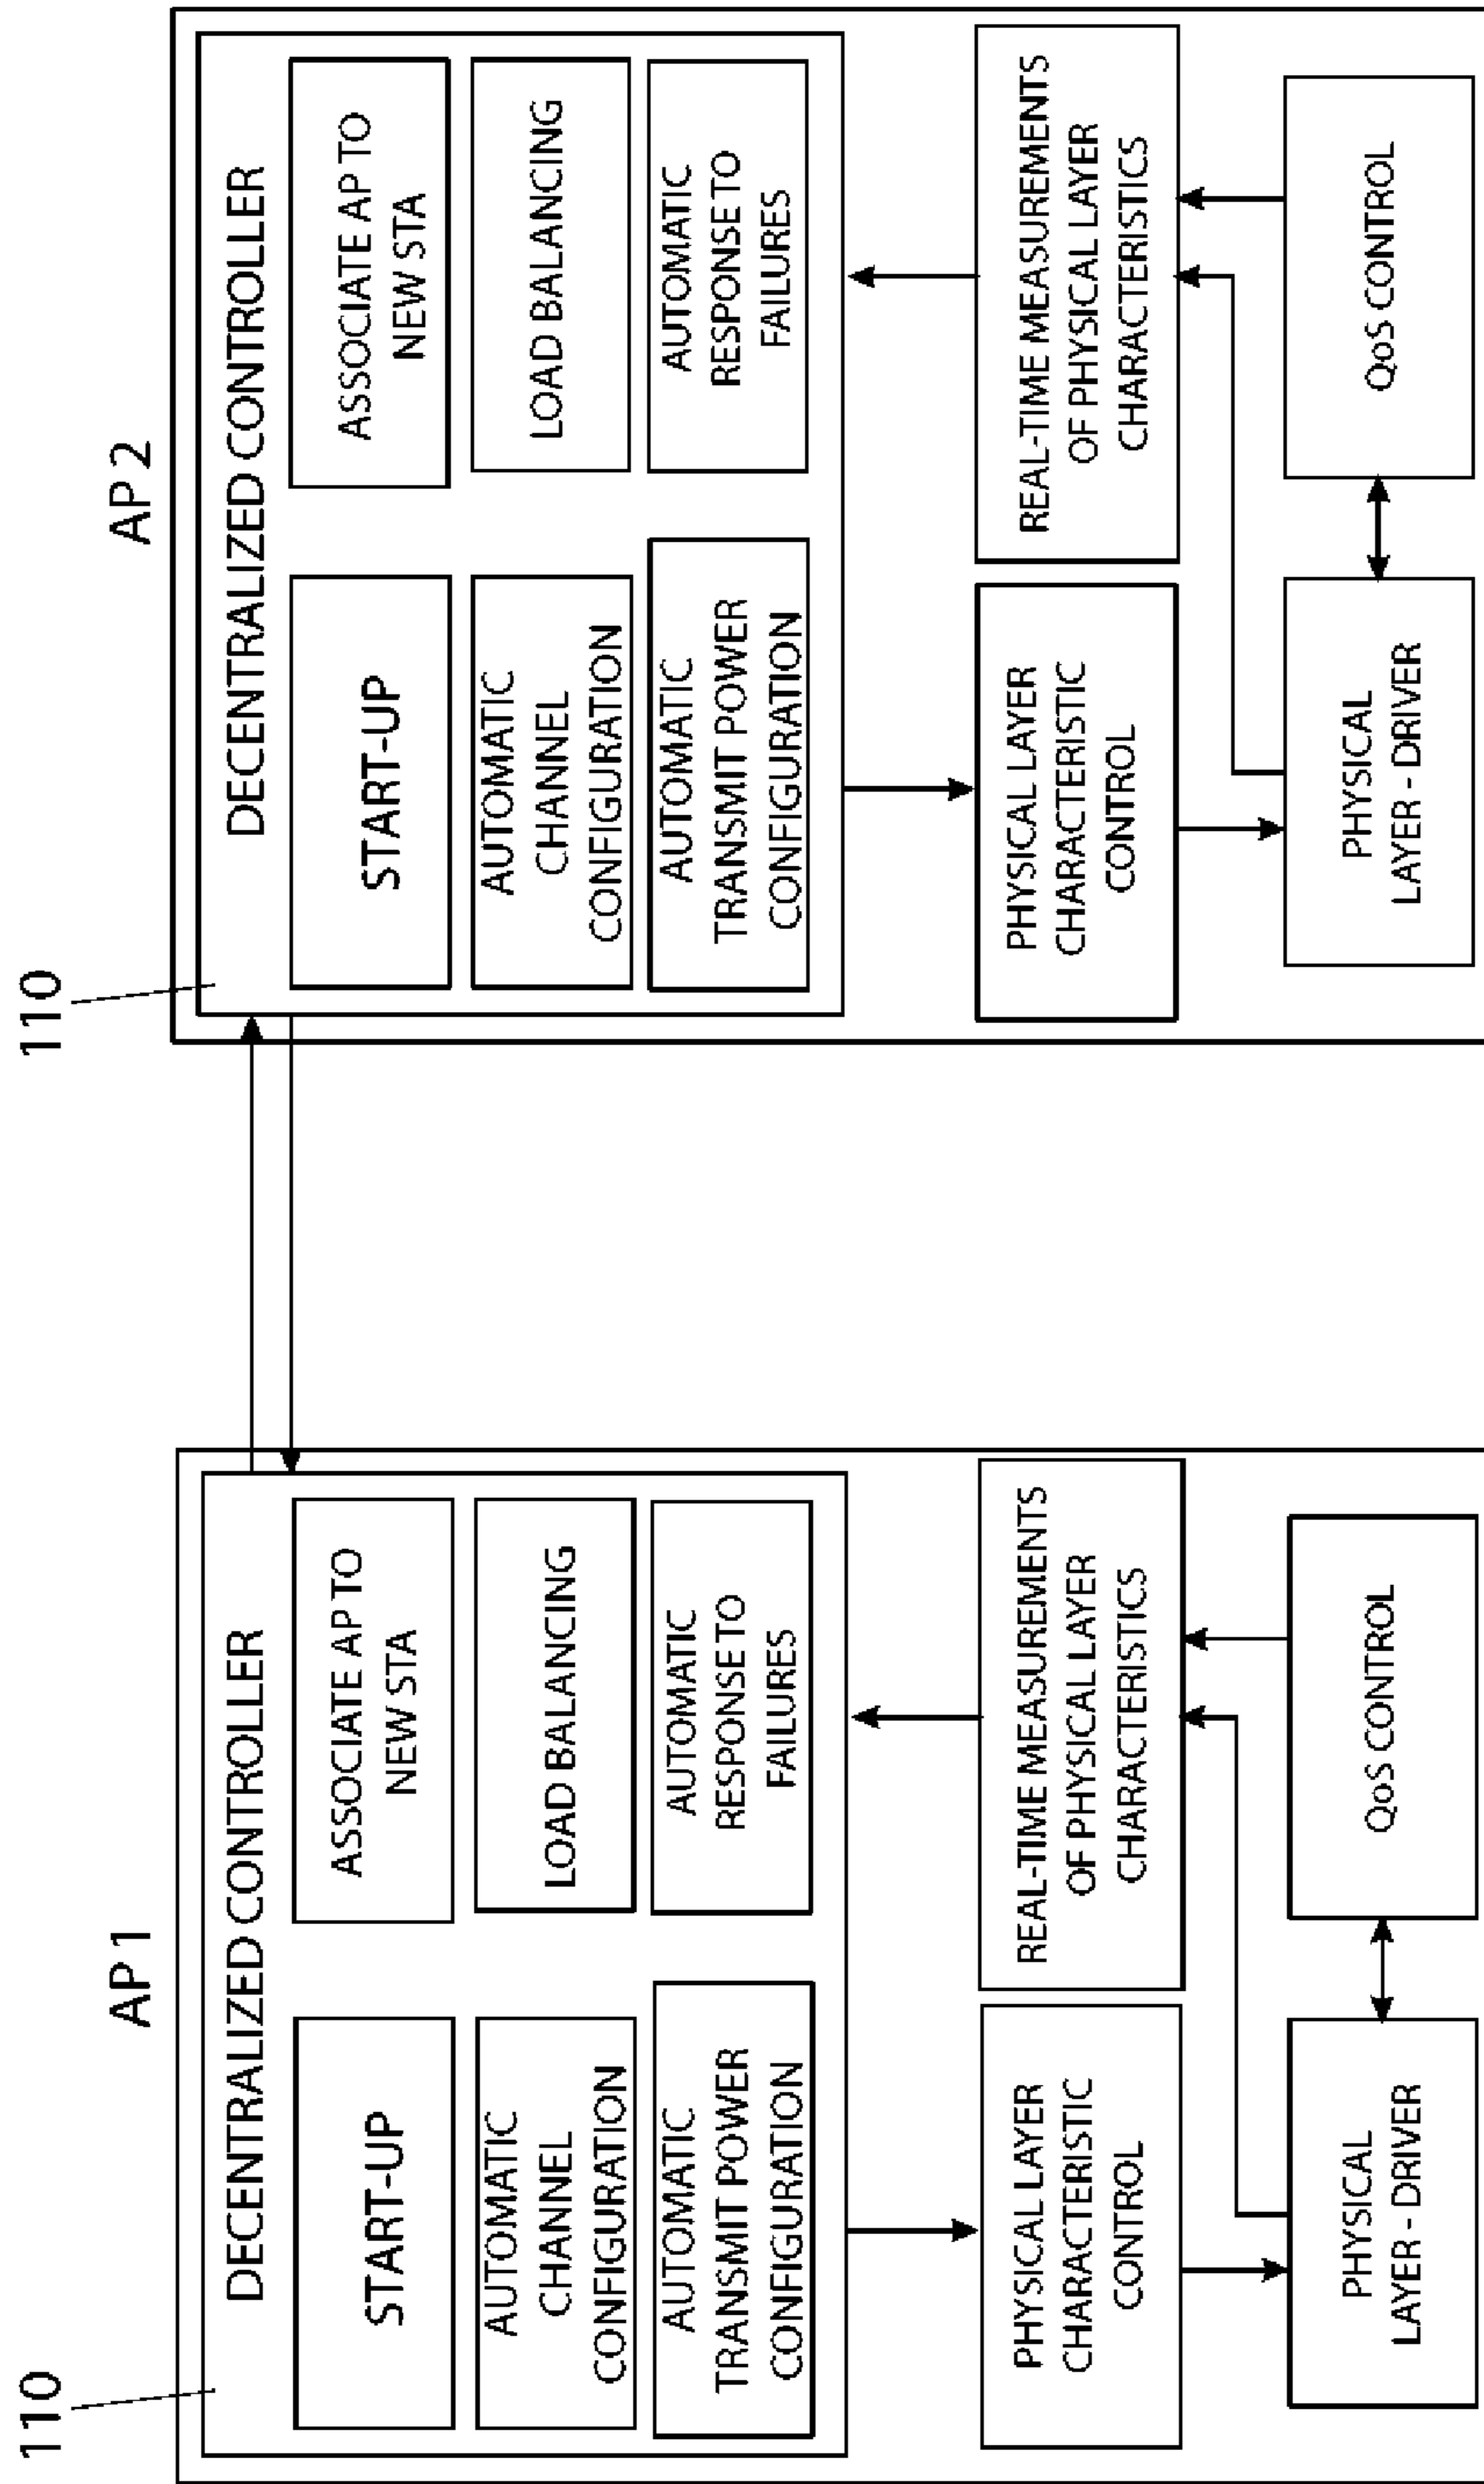 110
AP 1
DECENTRALIZED CONTROLLER
START-UP
ASSOCIATE AP TO
NEW STA
AUTOMATIC
CHANNEL
CONFIGURATION
LOAD BALANCING
AUTOMATIC
TRANSMIT POWER
CONFIGURATION
AUTOMATIC
RESPONSE TO
FAILURES
PHYSICAL LAYER
CHARACTERISTIC
CONTROL
REAL-TIME MEASUREMENTS
OF PHYSICAL LAYER
CHARACTERISTICS
PHYSICAL
LAYER - DRIVER
QoS CONTROL
110
AP 2
DECENTRALIZED CONTROLLER
START-UP
ASSOCIATE AP TO
NEW STA
AUTOMATIC
CHANNEL
CONFIGURATION
LOAD BALANCING
AUTOMATIC
TRANSMIT POWER
CONFIGURATION
AUTOMATIC
RESPONSE TO
FAILURES
PHYSICAL LAYER
CHARACTERISTIC
CONTROL
REAL-TIME MEASUREMENTS
OF PHYSICAL LAYER
CHARACTERISTICS
PHYSICAL
LAYER - DRIVER
QoS CONTROL